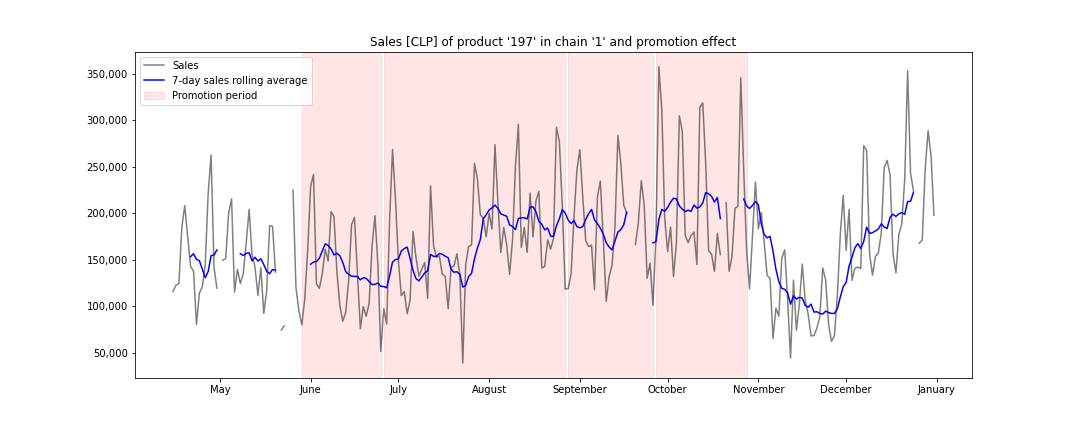 Sales [CLP] of product '197' in chain '1' and promotion effect
Sales
7-day sales rolling average
Promotion period
350,000
300,000
250,000
200,000
150,000
100,000
50,000
May June July August September October November December January